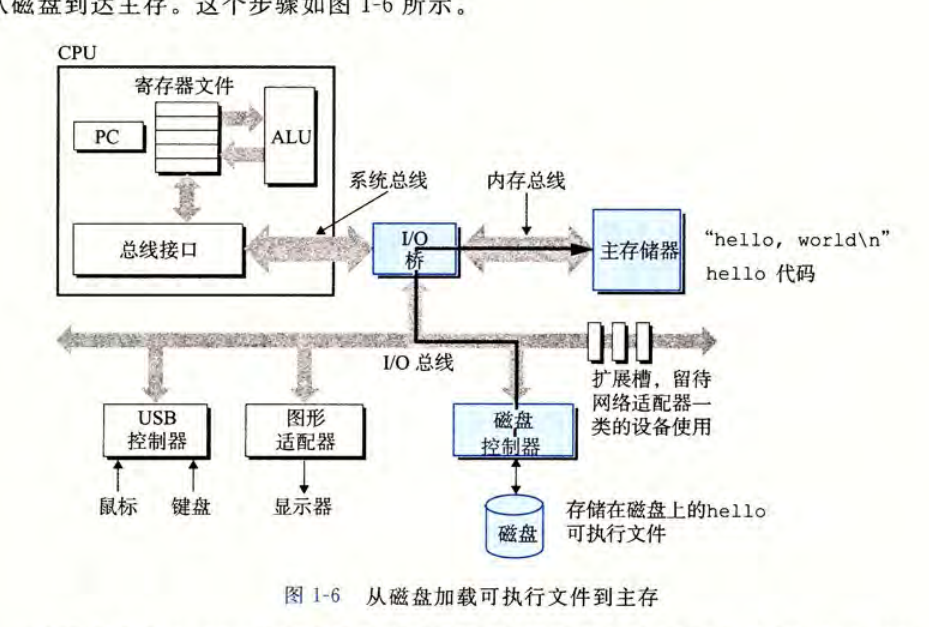 从磁盘到达主存。这个步骤如图 1-6 所示。
CPU
寄存器文件
PC
ALU
系统总线
内存总线
总线接口
I/O
桥
主存储器
“hello, world\n”
hello 代码
I/O 总线
扩展槽，留待
网络适配器一
类的设备使用
USB
控制器
图形
适配器
磁盘
控制器
鼠标
键盘
显示器
磁盘
存储在磁盘上的hello
可执行文件
图 1-6 从磁盘加载可执行文件到主存